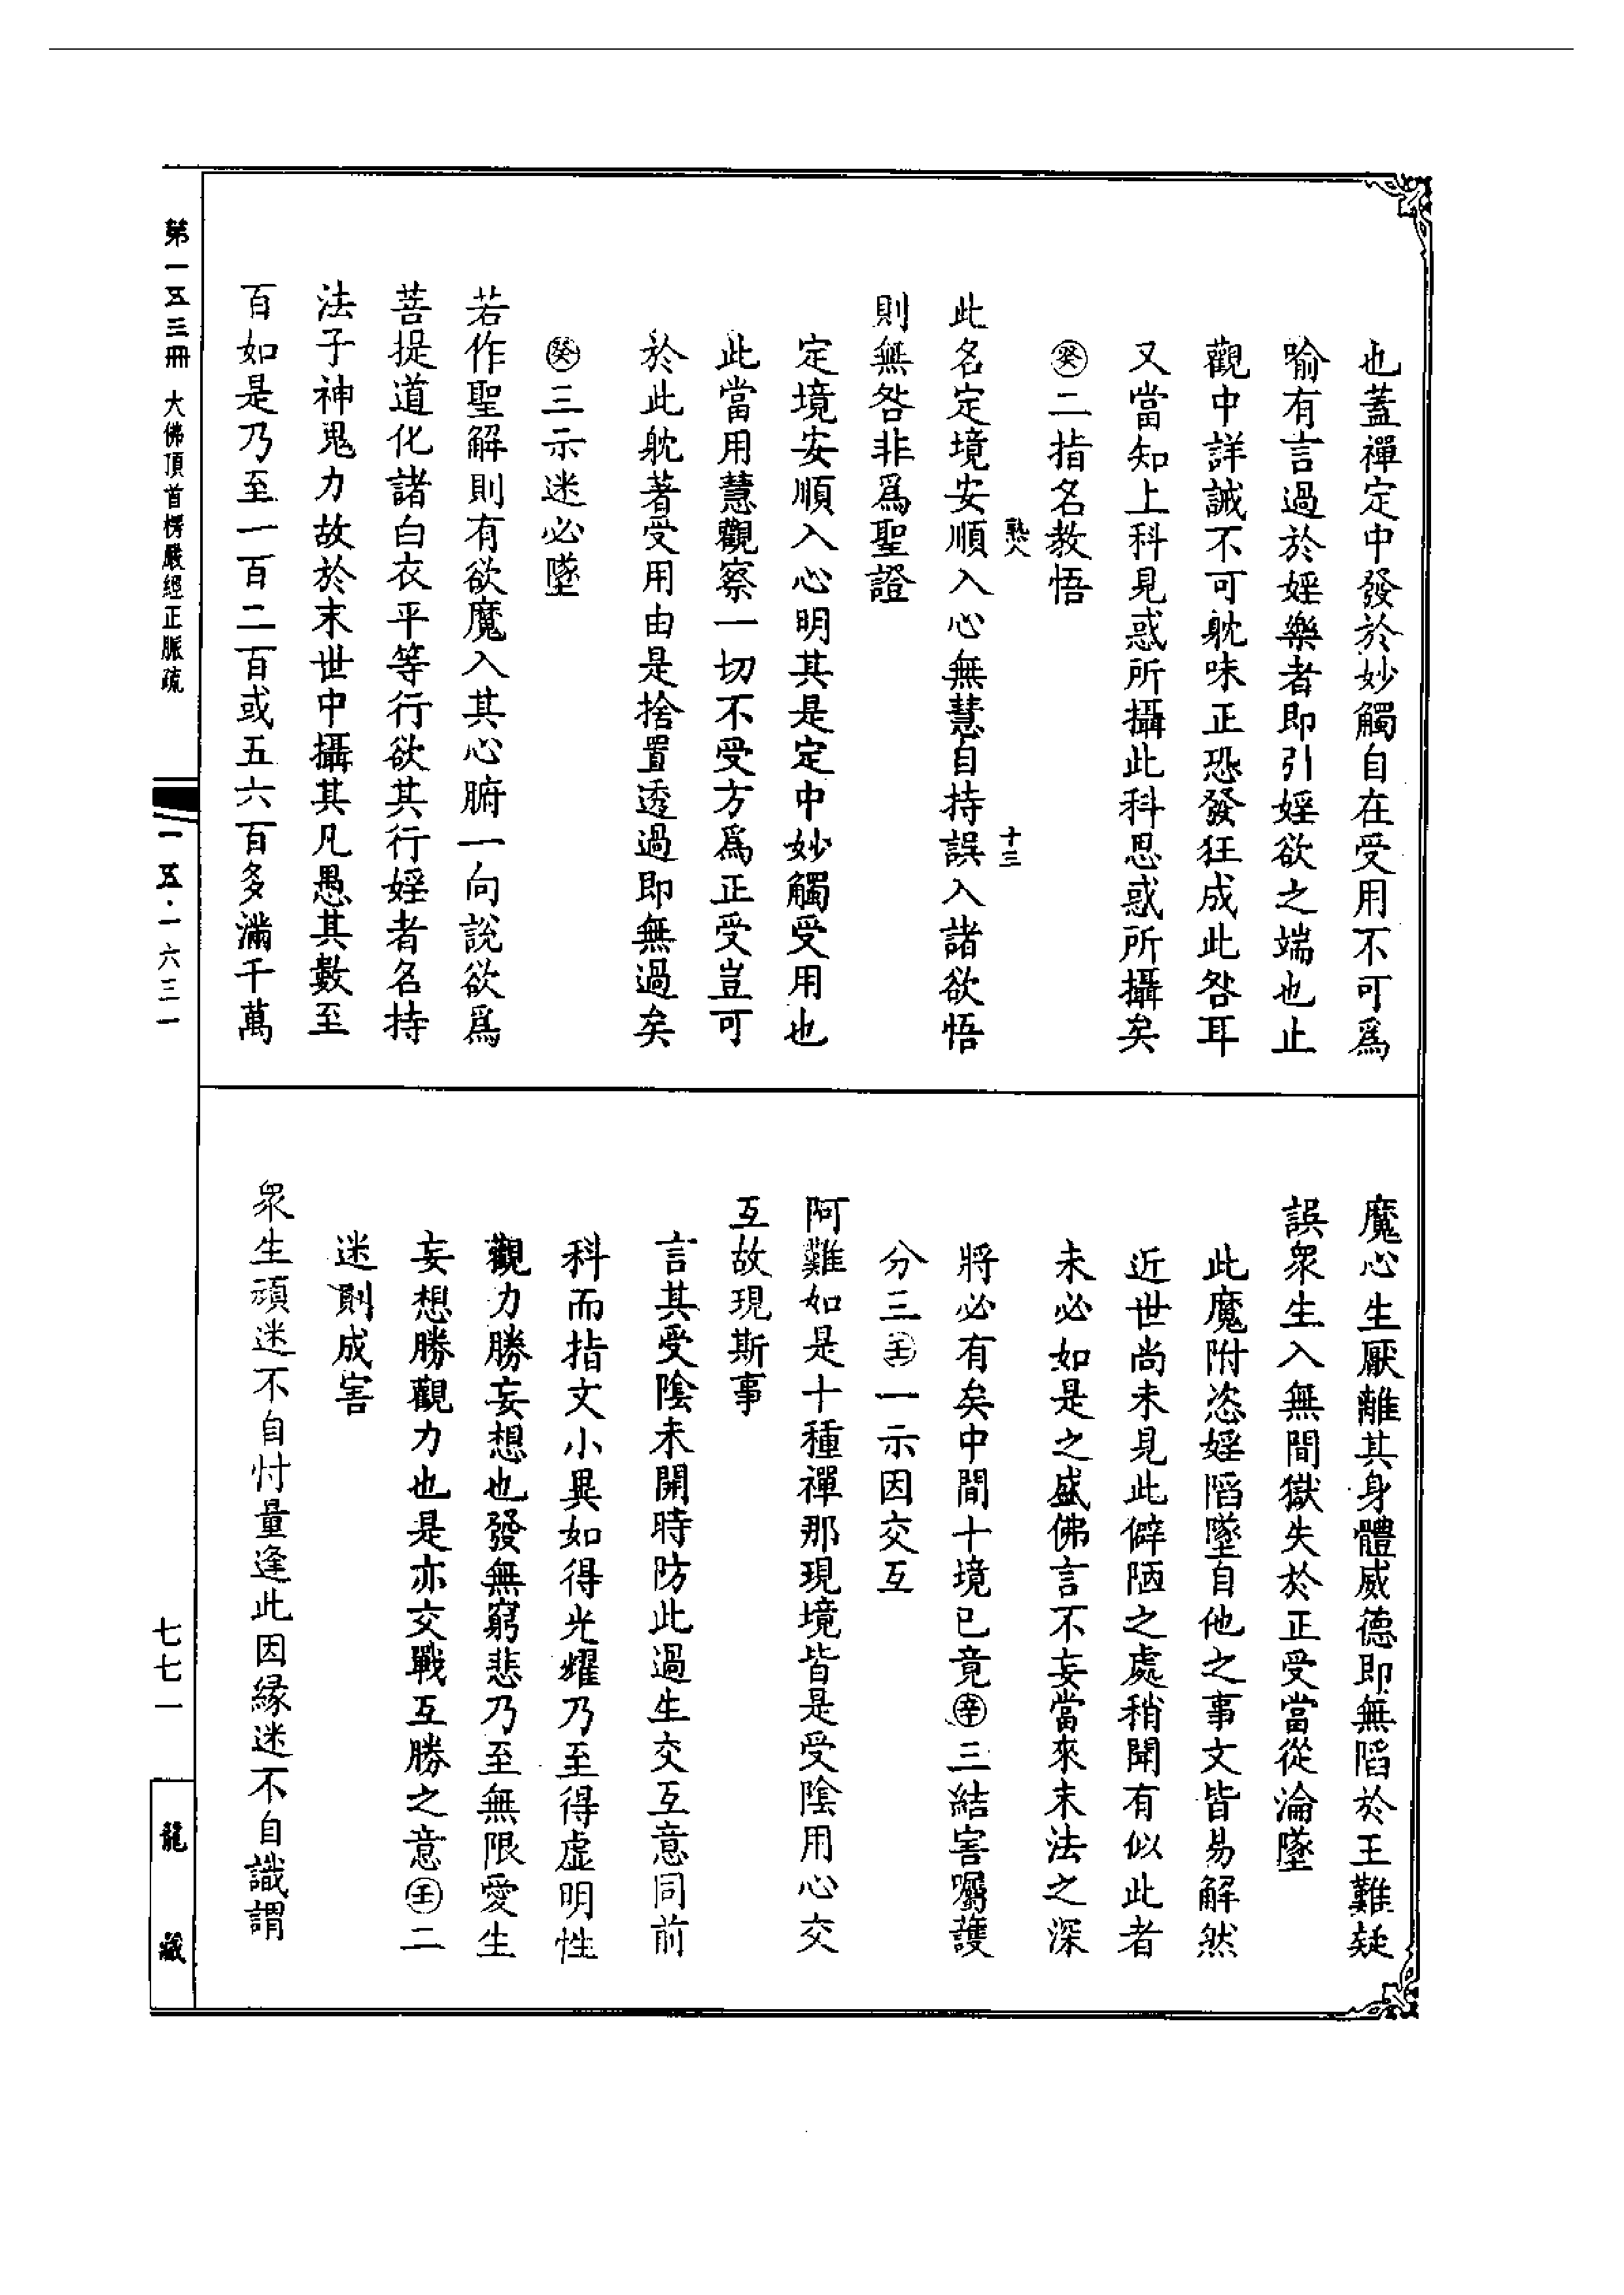 也蓋禪定中發於妙觸自在受用不可爲
喻有言過於婬樂者即引婬欲之端也止
觀中詳誡不可躭味正恐發狂成此咎耳
又當知上科見惑所攝此科思惑所攝矣
㊌二指名教悟
此名定境安順入心無慧自持誤入諸欲悟
則無咎非爲聖證
定境安順入心明其是定中妙觸受用也
此當用慧觀察一切不受方爲正受豈可
於此躭著受用由是捨置透過即無過矣
癸三示迷必墜
若作聖解則有欲魔入其心腑一向說欲爲
菩提道化諸白衣平等行欲其行婬者名持
法子神鬼力故於末世中攝其凡愚其數至
百如是乃至一百二百或五六百多滿千萬
魔心生厭離其身體威德即無陷於王難疑
誤衆生入無間獄失於正受當從淪墜
此魔附恣婬陷墜自他之事文皆易解然
近世尚未見此僻陋之處稍聞有似此者
未必如是之盛佛言不妄當來末法之深
將必有矣中間十境已竟辛三結害囑護
分三壬一示因交互
阿難如是十種禪那現境皆是受陰用心交
互故現斯事
言其受陰未開時防此過生交互意同前
科而指文小異如得光耀乃至得虛明性
觀力勝妄想也發無窮悲乃至無限愛生
妄想勝觀力也是亦交戰互勝之意壬二
迷則成害
衆生頑迷不自忖量逢此因緣迷不自識謂
熟八
十三
第一五三冊 大佛頂首楞嚴經正脈疏
一五·一六三一
七七一
龍藏